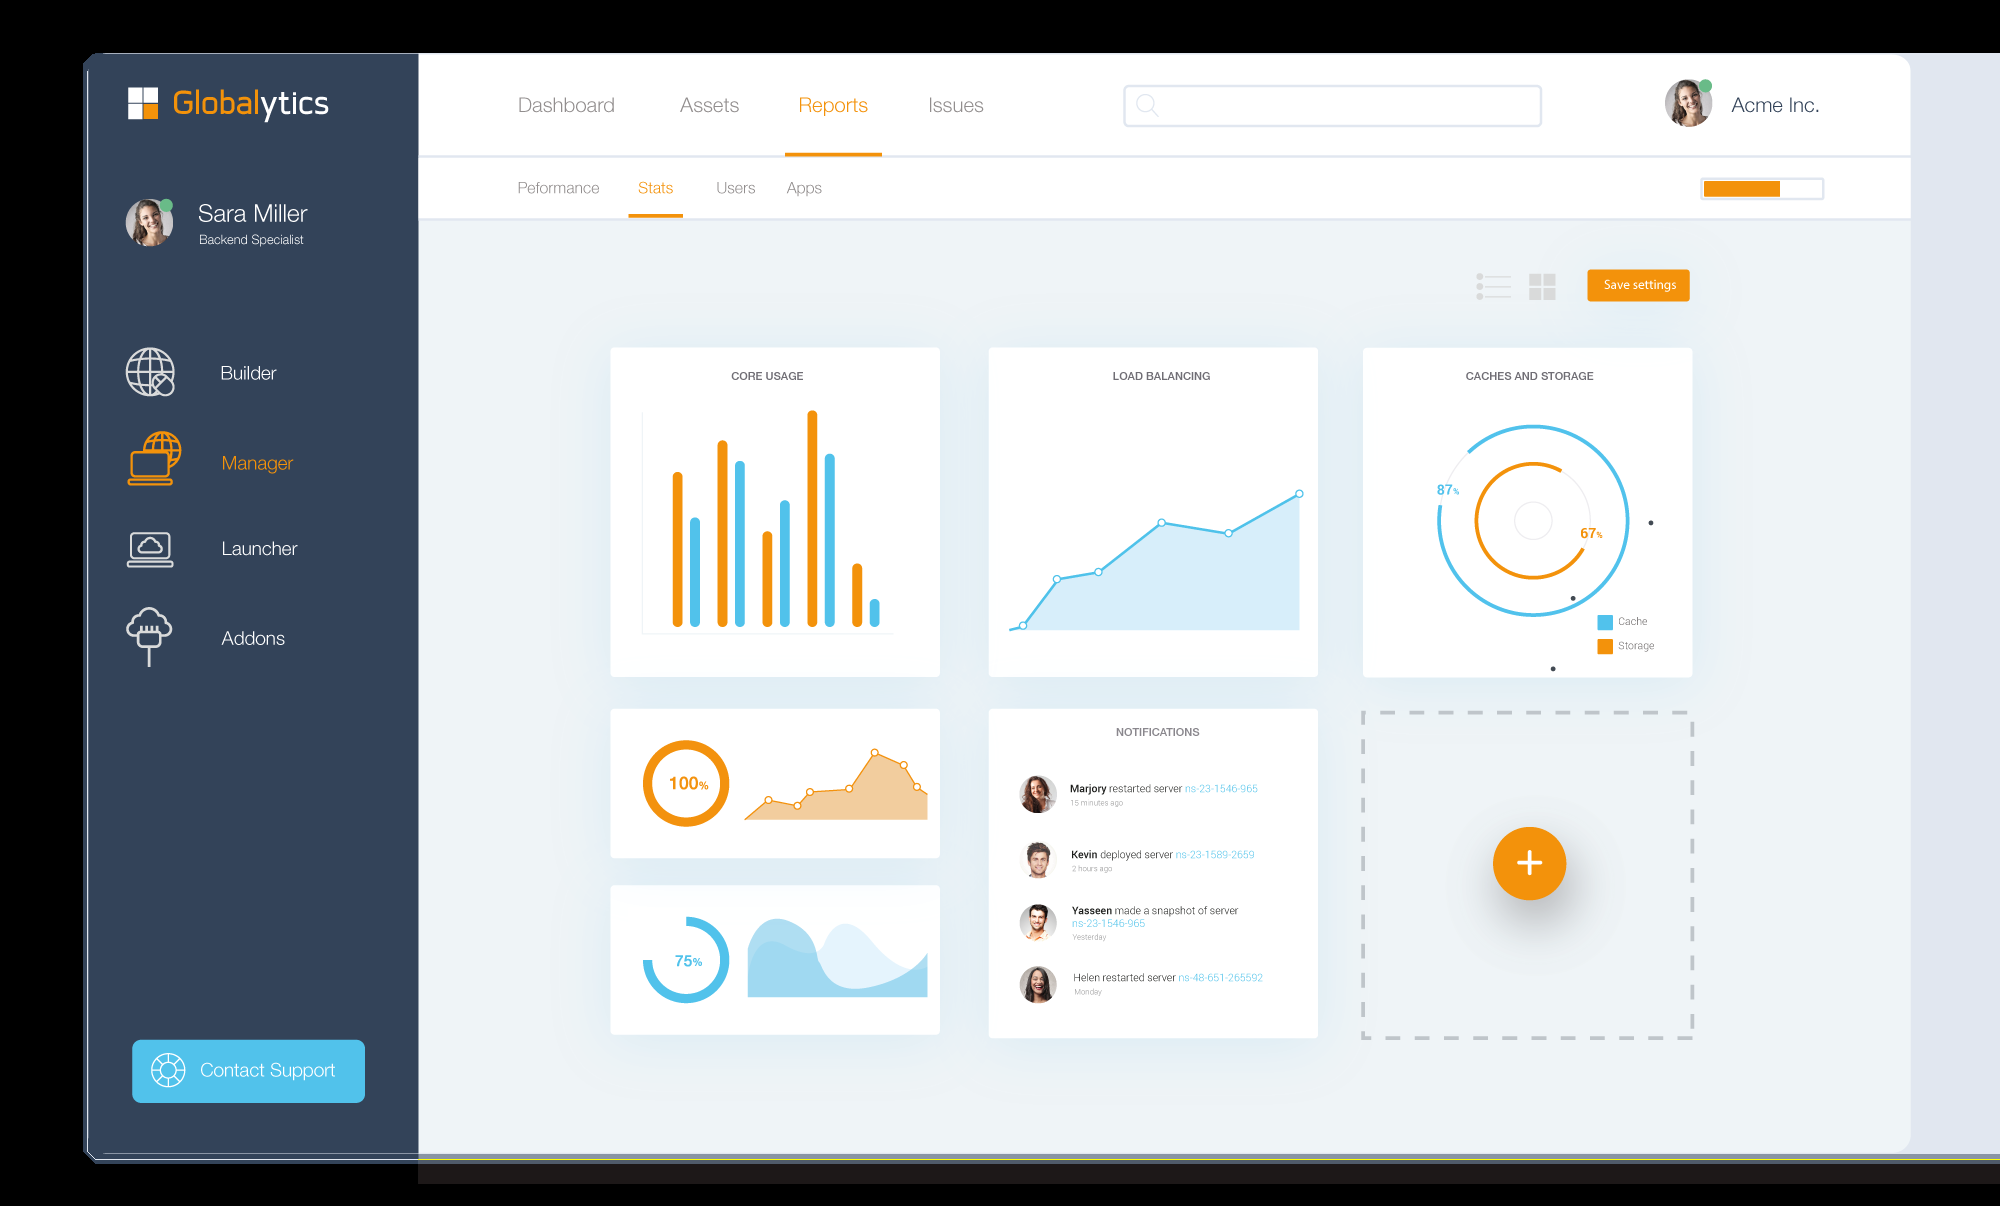 Globalytics
Dashboard
Assets
Reports
Issues
Acme Inc.
Peformance
Stats
Users
Apps
Sara Miller
Backend Specialist
Builder
Manager
Launcher
Addons
Contact Support
Save settings
CORE USAGE
LOAD BALANCING
CACHES AND STORAGE
87%
67%
Cache
Storage
100%
75%
NOTIFICATIONS
Marjory restarted server ns-23-1546-965
15 minutes ago
Kevin deployed server ns-23-1589-2659
2 hours ago
Yasseen made a snapshot of server
ns-23-1546-965
Yesterday
Helen restarted server ns-48-651-265592
Monday